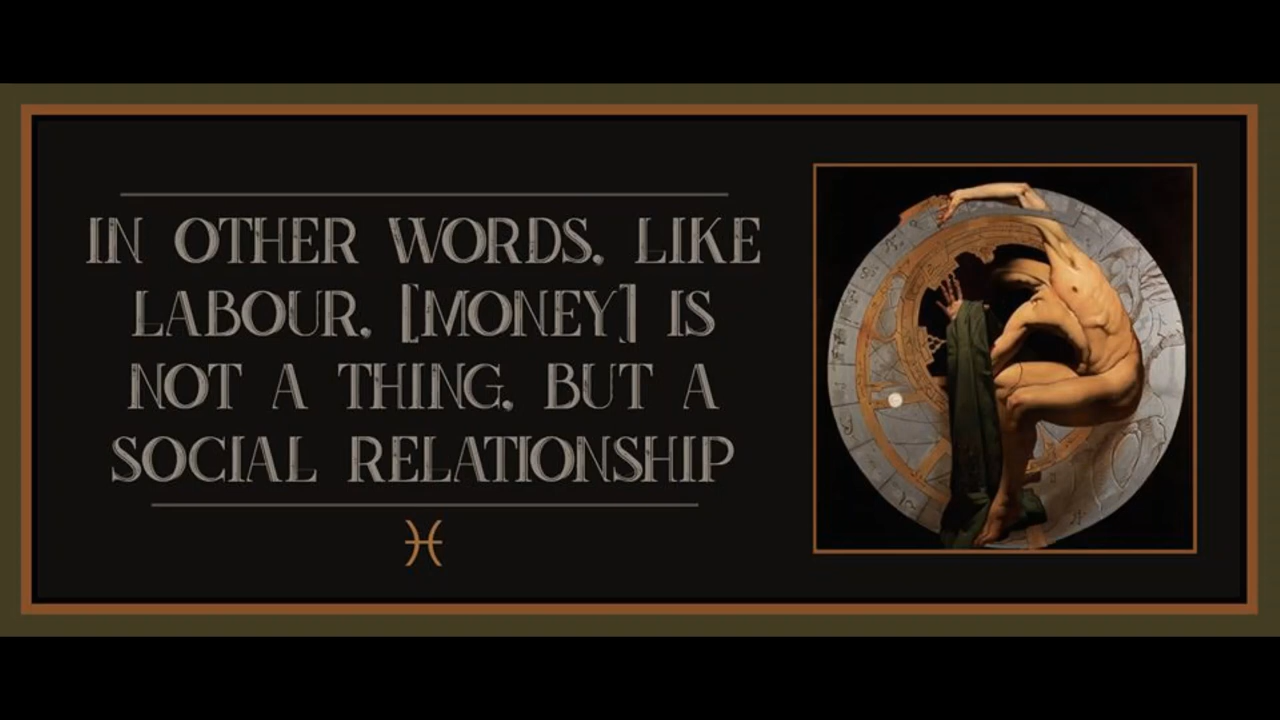 IN OTHER WORDS, LIKE
LABOUR, [MONEY] IS
NOT A THING, BUT A
SOCIAL RELATIONSHIP
♓